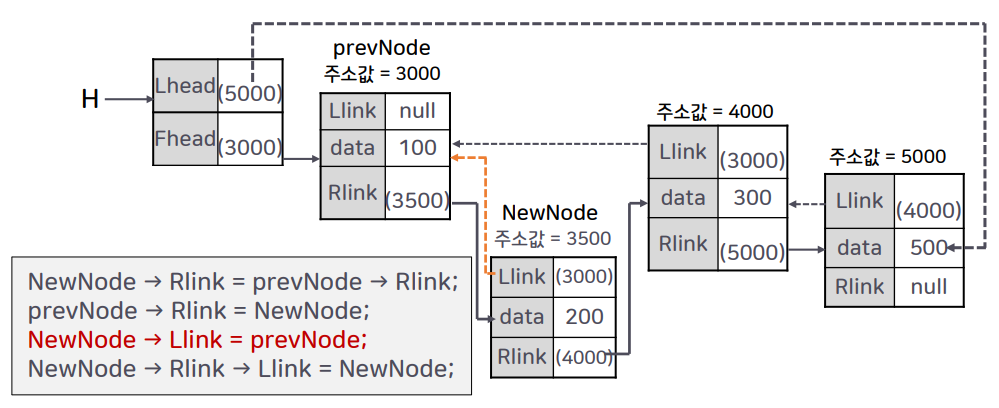 H
Lhead (5000)
Fhead (3000)
prevNode
주소값 = 3000
Llink null
data 100
Rlink (3500)
NewNode
주소값 = 3500
Llink (3000)
data 200
Rlink (4000)
주소값 = 4000
Llink (3000)
data 300
Rlink (5000)
주소값 = 5000
Llink (4000)
data 500
Rlink null
NewNode → Rlink = prevNode → Rlink;
prevNode → Rlink = NewNode;
NewNode → Llink = prevNode;
NewNode → Rlink → Llink = NewNode;